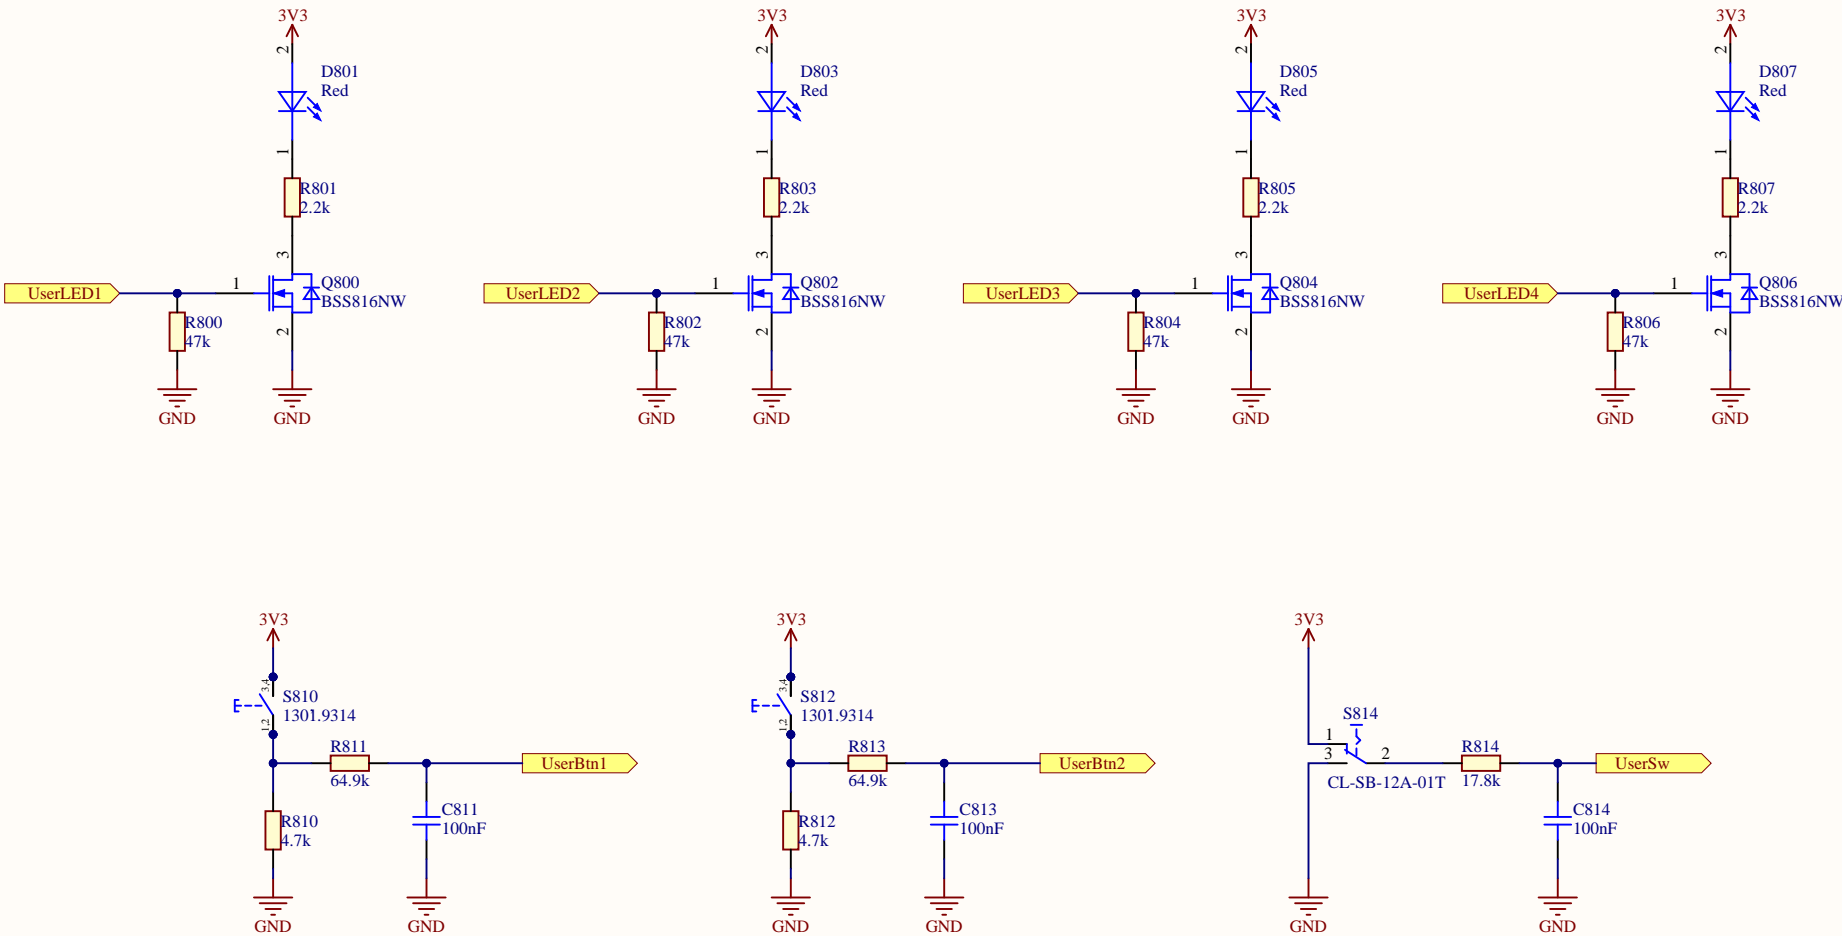 3V3
2
D801
Red
1
R801
2.2k
3
UserLED1
1
Q800
BSS816NW
R800
47k
2
GND
GND
3V3
2
D803
Red
1
R803
2.2k
3
UserLED2
1
Q802
BSS816NW
R802
47k
2
GND
GND
3V3
2
D805
Red
1
R805
2.2k
3
UserLED3
1
Q804
BSS816NW
R804
47k
2
GND
GND
3V3
2
D807
Red
1
R807
2.2k
3
UserLED4
1
Q806
BSS816NW
R806
47k
2
GND
GND
3V3
3,4
S810
1301.9314
1,2
R811
64.9k
UserBtn1
R810
4.7k
C811
100nF
GND
GND
3V3
3,4
S812
1301.9314
1,2
R813
64.9k
UserBtn2
R812
4.7k
C813
100nF
GND
GND
3V3
S814
1
3
2
CL-SB-12A-01T
R814
17.8k
UserSw
C814
100nF
GND
GND